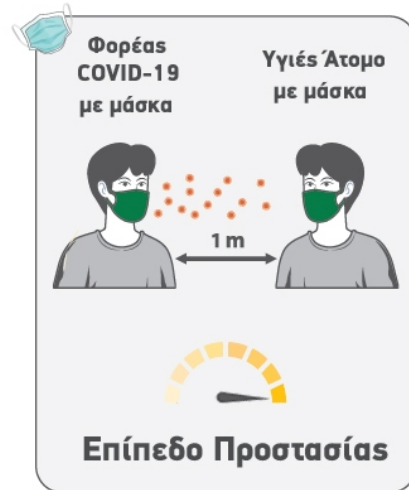 Φορέας
COVID-19
με μάσκα
Υγιές Άτομο
με μάσκα
1 m
Επίπεδο Προστασίας